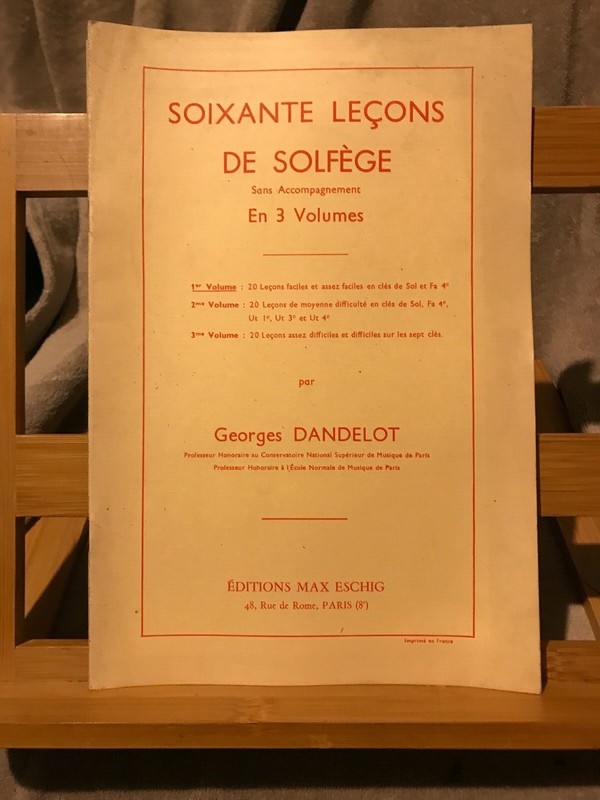 SOIXANTE LEÇONS
DE SOLFÈGE
Sans Accompagnement
En 3 Volumes
1er Volume : 20 Leçons faciles et assez faciles en clés de Sol et Fa 4e
2me Volume : 20 Leçons de moyenne difficulté en clés de Sol, Fa 4e,
Ut 1e, Ut 3e et Ut 4e
3me Volume : 20 Leçons assez difficiles et difficiles sur les sept clés.
par
Georges DANDELOT
Professeur Honoraire au Conservatoire National Supérieur de Musique de Paris
Professeur Honoraire à l'École Normale de Musique de Paris
ÉDITIONS MAX ESCHIG
48, Rue de Rome, PARIS (8e)
Imprimé en France